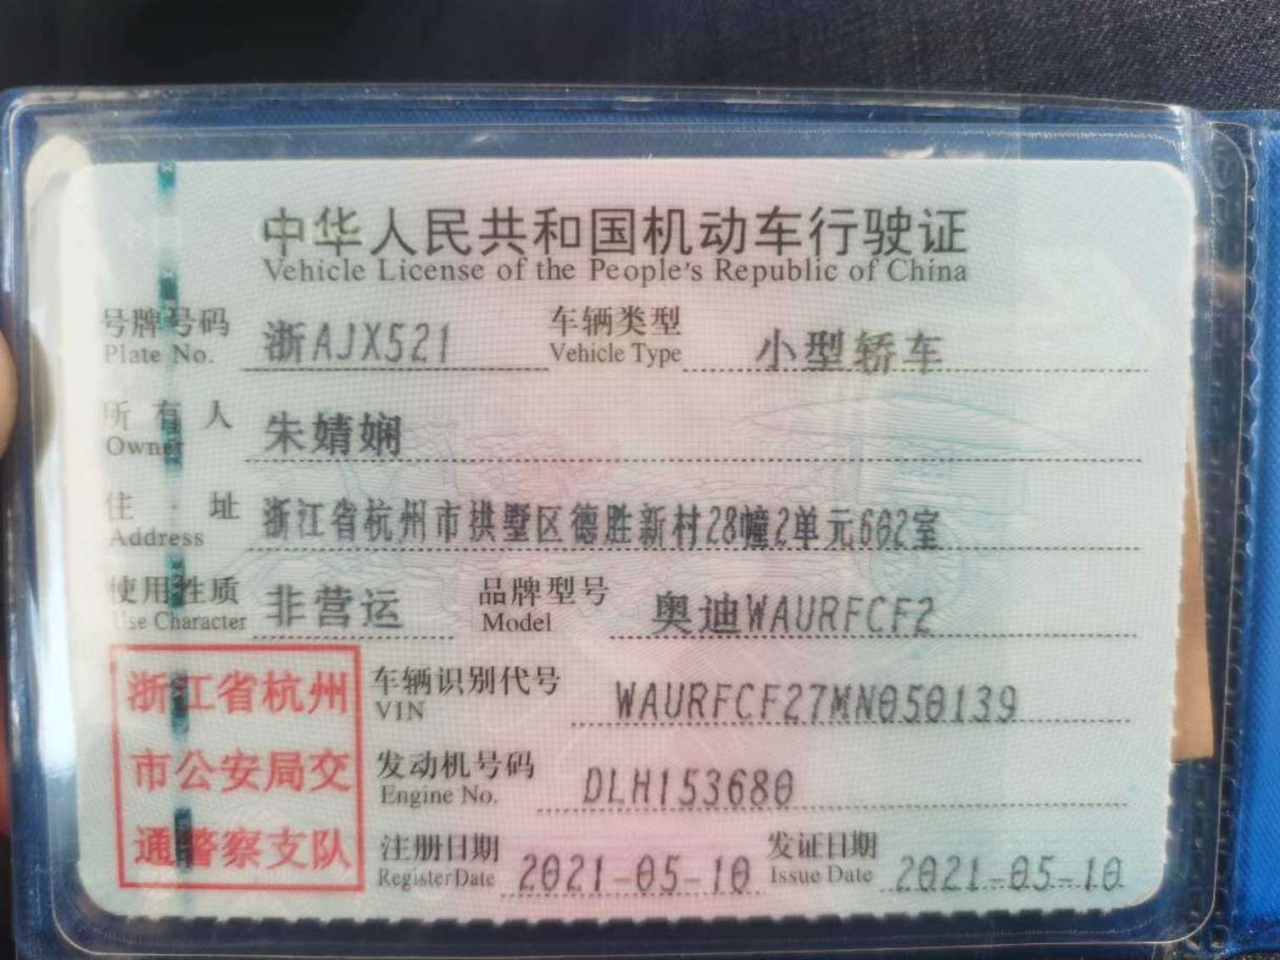 中华人民共和国机动车行驶证
Vehicle License of the People's Republic of China
号牌号码 浙AJX521 车辆类型 小型轿车
Plate No. Vehicle Type
所有人 朱婧娴
Owner
住址 浙江省杭州市拱墅区德胜新村28幢2单元602室
Address
使用性质 非营运 品牌型号 奥迪WAURFCF2
Use Character Model
浙江省杭州
市公安局交
通警察支队
车辆识别代号 WAURFCF27MN050139
VIN
发动机号码 DLH153680
Engine No.
注册日期 2021-05-10 发证日期 2021-05-10
Register Date Issue Date